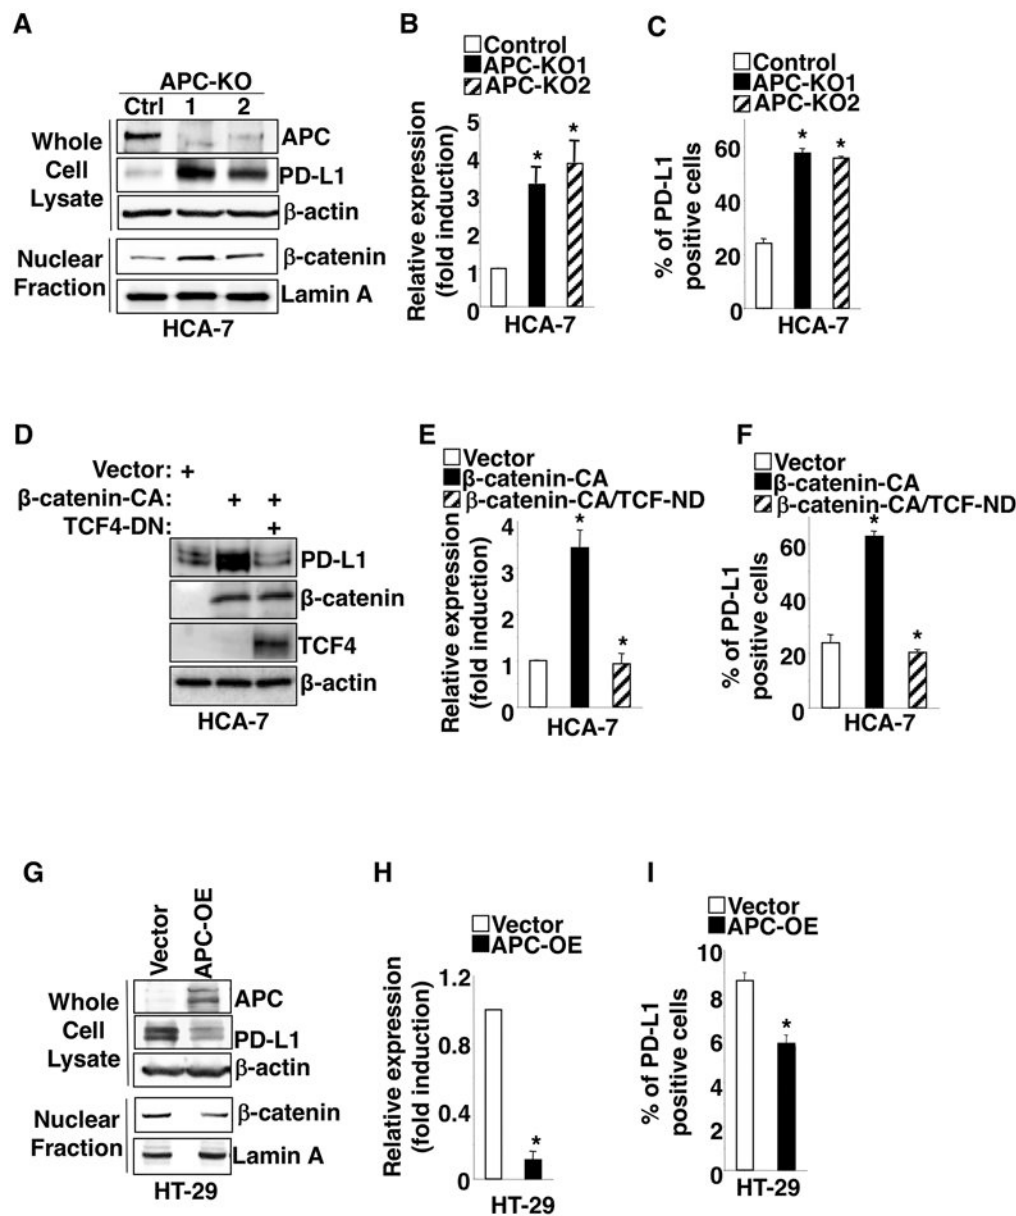 A
APC-KO
Ctrl 1 2
Whole
Cell
Lysate
APC
PD-L1
β-actin
Nuclear
Fraction
β-catenin
Lamin A
HCA-7
B
Control
APC-KO1
APC-KO2
Relative expression
(fold induction)
5
4
3
2
1
0
*
*
HCA-7
C
Control
APC-KO1
APC-KO2
% of PD-L1
positive cells
60
40
20
0
*
*
HCA-7
D
Vector: +
β-catenin-CA: + +
TCF4-DN: +
PD-L1
β-catenin
TCF4
β-actin
HCA-7
E
Vector
β-catenin-CA
β-catenin-CA/TCF-ND
Relative expression
(fold induction)
4
3
2
1
0
*
*
HCA-7
F
Vector
β-catenin-CA
β-catenin-CA/TCF-ND
% of PD-L1
positive cells
60
40
20
0
*
*
HCA-7
G
Vector
APC-OE
Whole
Cell
Lysate
APC
PD-L1
β-actin
Nuclear
Fraction
β-catenin
Lamin A
HT-29
H
Vector
APC-OE
Relative expression
(fold induction)
1.2
0.8
0.4
0
*
HT-29
I
Vector
APC-OE
% of PD-L1
positive cells
10
8
6
4
2
0
*
HT-29